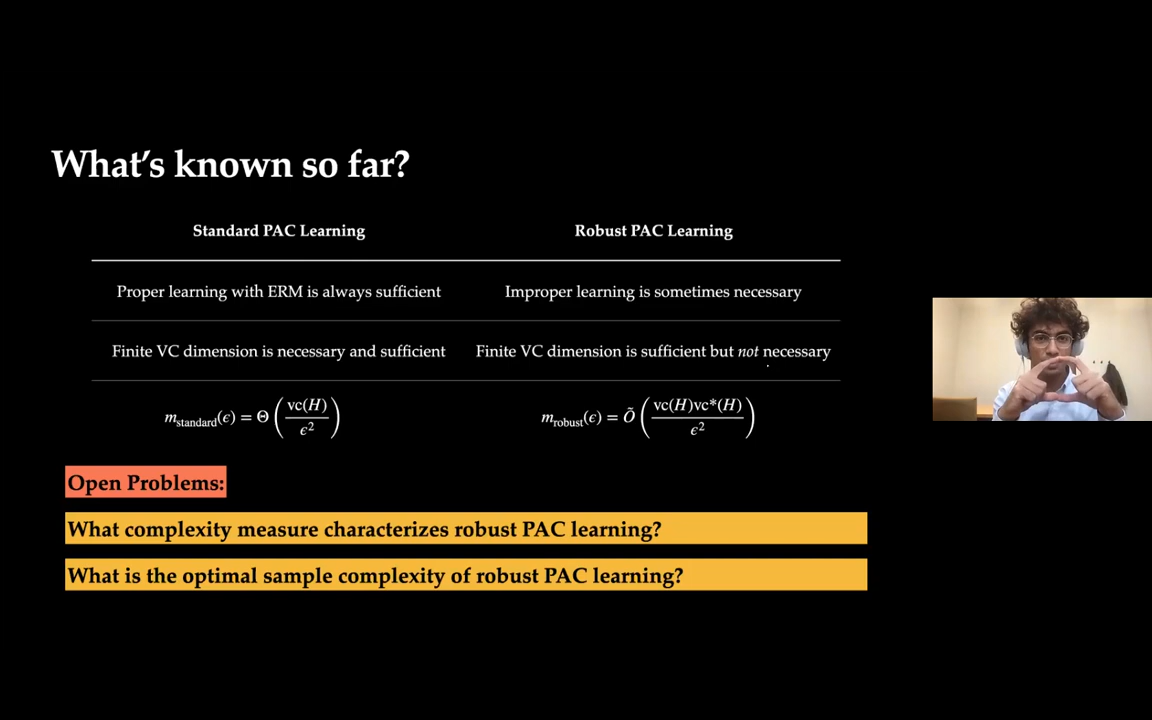 What's known so far?
Standard PAC Learning Robust PAC Learning
Proper learning with ERM is always sufficient Improper learning is sometimes necessary
Finite VC dimension is necessary and sufficient Finite VC dimension is sufficient but not necessary
m_standard(ϵ) = Θ(vc(H)/ϵ²) m_robust(ϵ) = Õ(vc(H)vc*(H)/ϵ²)
Open Problems:
What complexity measure characterizes robust PAC learning?
What is the optimal sample complexity of robust PAC learning?